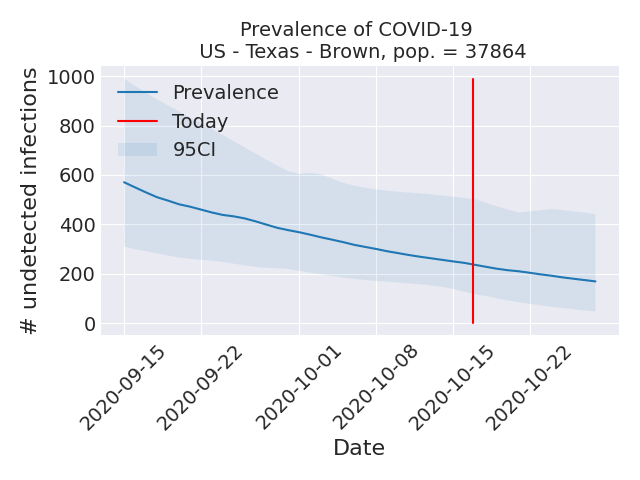 Prevalence of COVID-19
US - Texas - Brown, pop. = 37864
# undetected infections
1000
800
600
400
200
0
Prevalence
Today
95CI
2020-09-15
2020-09-22
2020-10-01
2020-10-08
2020-10-15
2020-10-22
Date